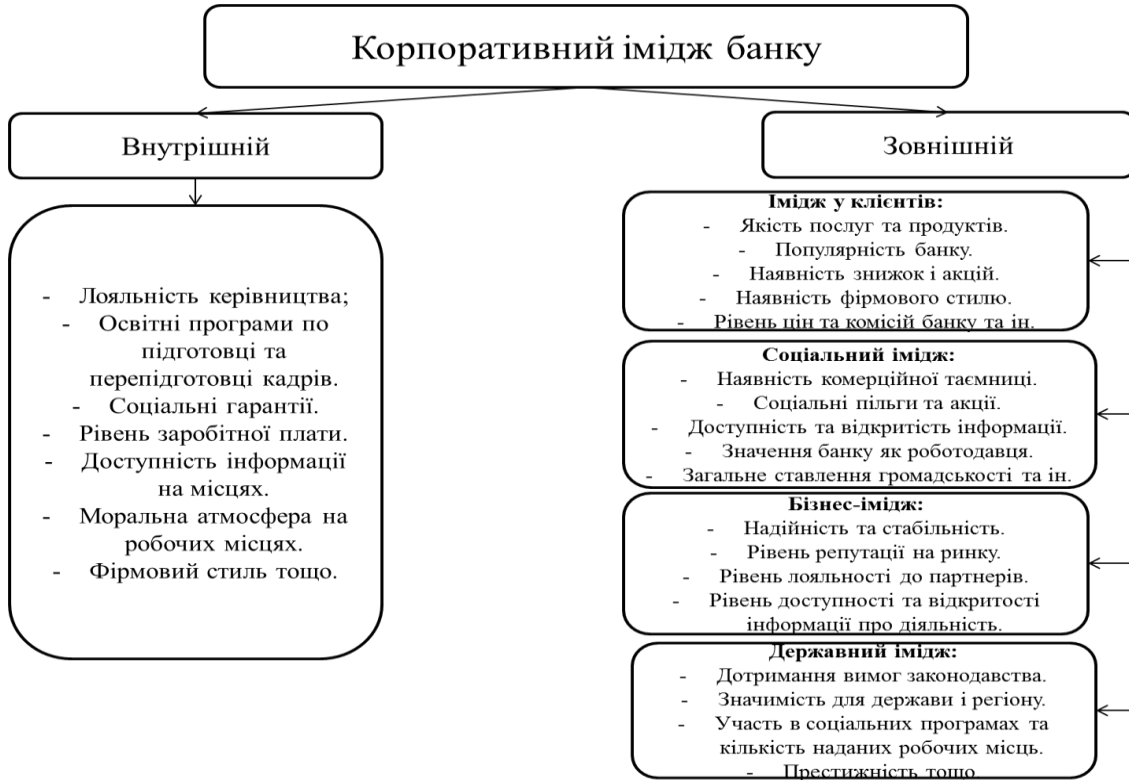 Корпоративний імідж банку
Внутрішній
- Лояльність керівництва;
- Освітні програми по
підготовці та
перепідготовці кадрів.
- Соціальні гарантії.
- Рівень заробітної плати.
- Доступність інформації
на місцях.
- Моральна атмосфера на
робочих місцях.
- Фірмовий стиль тощо.
Зовнішній
Імідж у клієнтів:
- Якість послуг та продуктів.
- Популярність банку.
- Наявність знижок і акцій.
- Наявність фірмового стилю.
- Рівень цін та комісій банку та ін.
Соціальний імідж:
- Наявність комерційної таємниці.
- Соціальні пільги та акції.
- Доступність та відкритість інформації.
- Значення банку як роботодавця.
- Загальне ставлення громадськості та ін.
Бізнес-імідж:
- Надійність та стабільність.
- Рівень репутації на ринку.
- Рівень лояльності до партнерів.
- Рівень доступності та відкритості
інформації про діяльність.
Державний імідж:
- Дотримання вимог законодавства.
- Значимість для держави і регіону.
- Участь в соціальних програмах та
кількість наданих робочих місць.
- Престижність тощо